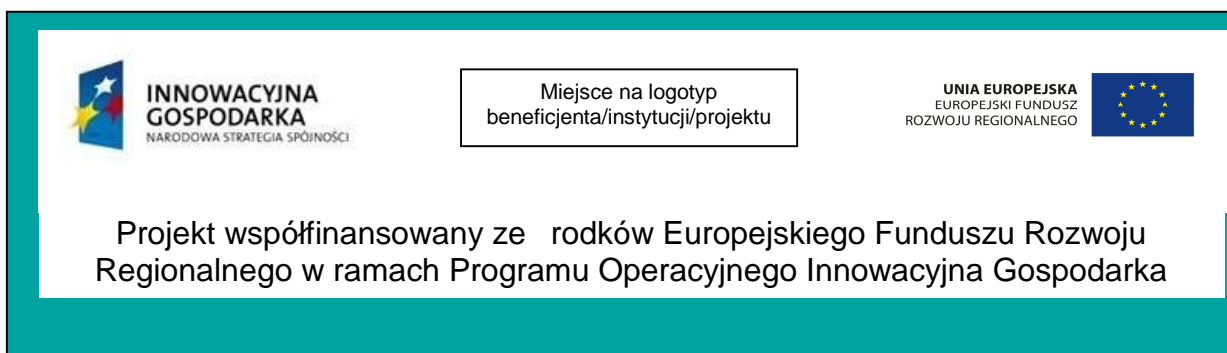 INNOWACYJNA
GOSPODARKA
NARODOWA STRATEGIA SPÓJNOŚCI
Miejsce na logotyp
beneficjenta/instytucji/projektu
UNIA EUROPEJSKA
EUROPEJSKI FUNDUSZ
ROZWOJU REGIONALNEGO
Projekt współfinansowany ze rodków Europejskiego Funduszu Rozwoju
Regionalnego w ramach Programu Operacyjnego Innowacyjna Gospodarka